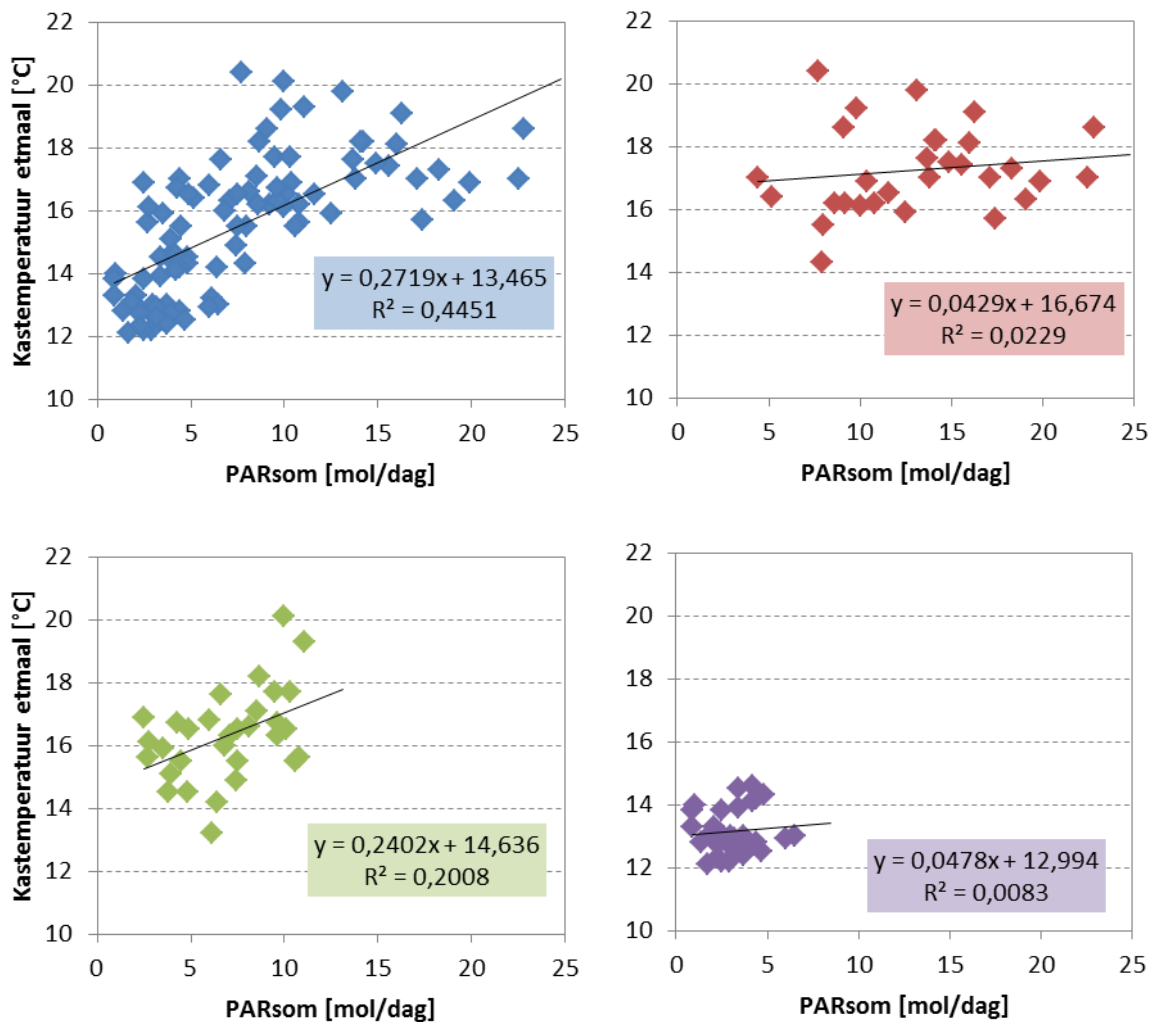 Kastemperatuur etmaal [°C]
22
20
18
16
14
12
10
y = 0,2719x + 13,465
R² = 0,4451
0 5 10 15 20 25
PARsom [mol/dag]
22
20
18
16
14
12
10
y = 0,0429x + 16,674
R² = 0,0229
0 5 10 15 20 25
PARsom [mol/dag]
Kastemperatuur etmaal [°C]
22
20
18
16
14
12
10
y = 0,2402x + 14,636
R² = 0,2008
0 5 10 15 20 25
PARsom [mol/dag]
22
20
18
16
14
12
10
y = 0,0478x + 12,994
R² = 0,0083
0 5 10 15 20 25
PARsom [mol/dag]